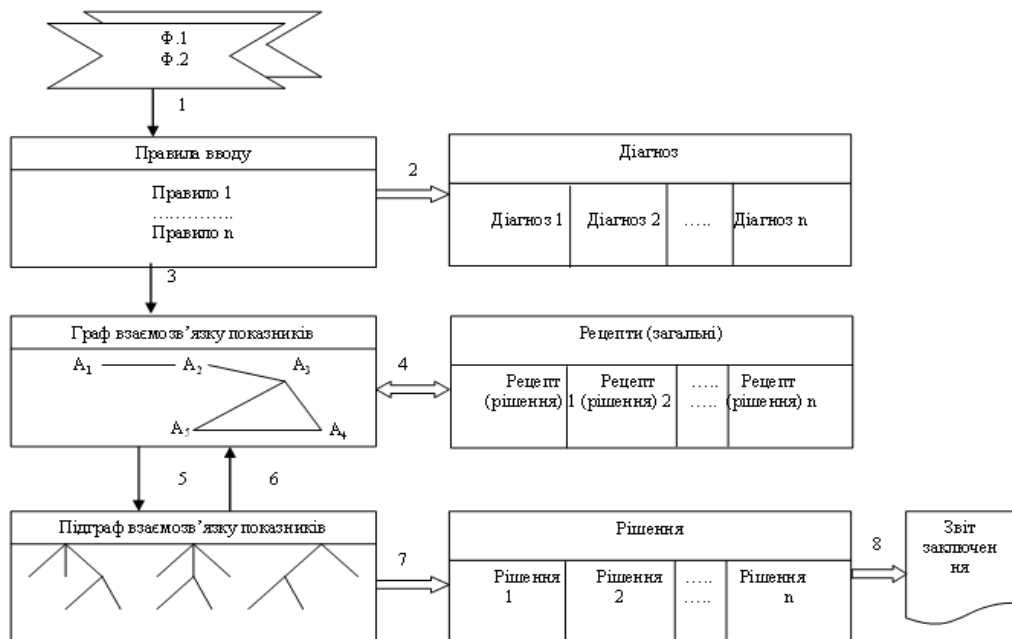 Ф.1
Ф.2
1
Правила вводу
Правило 1
..............
Правило n
2
Діагноз
Діагноз 1 Діагноз 2 ..... Діагноз n
3
Граф взаємозв’язку показників
A1 A2 A3
A5 A4
4
Рецепти (загальні)
Рецепт Рецепт ..... Рецепт
(рішення) 1 (рішення) 2 ..... (рішення) n
5 6
Підграф взаємозв’язку показників
7
Рішення
Рішення Рішення ..... Рішення
1 2 ..... n
8
Звіт
заключен
ня